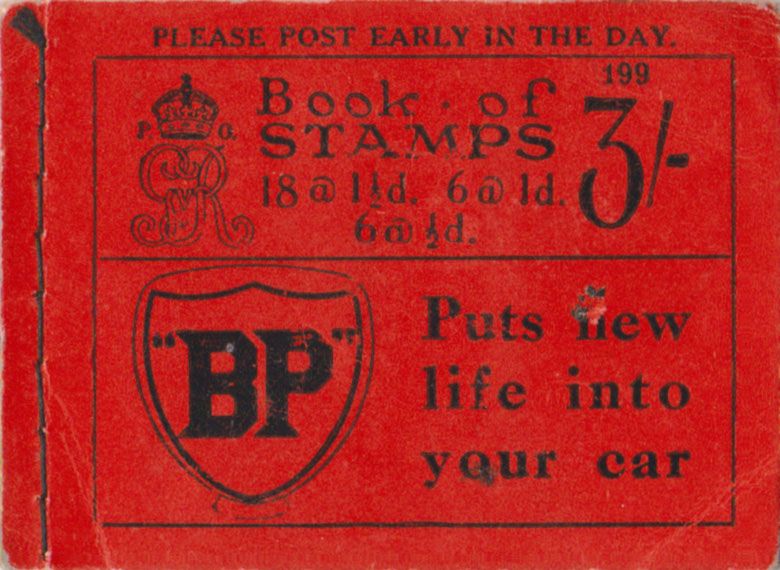 PLEASE POST EARLY IN THE DAY.
199
P. O.
GR
Book · of 3/-
STAMPS
18 @ 1½d. 6 @ 1d.
6 @ ½d.
"BP"
Puts new
life into
your car